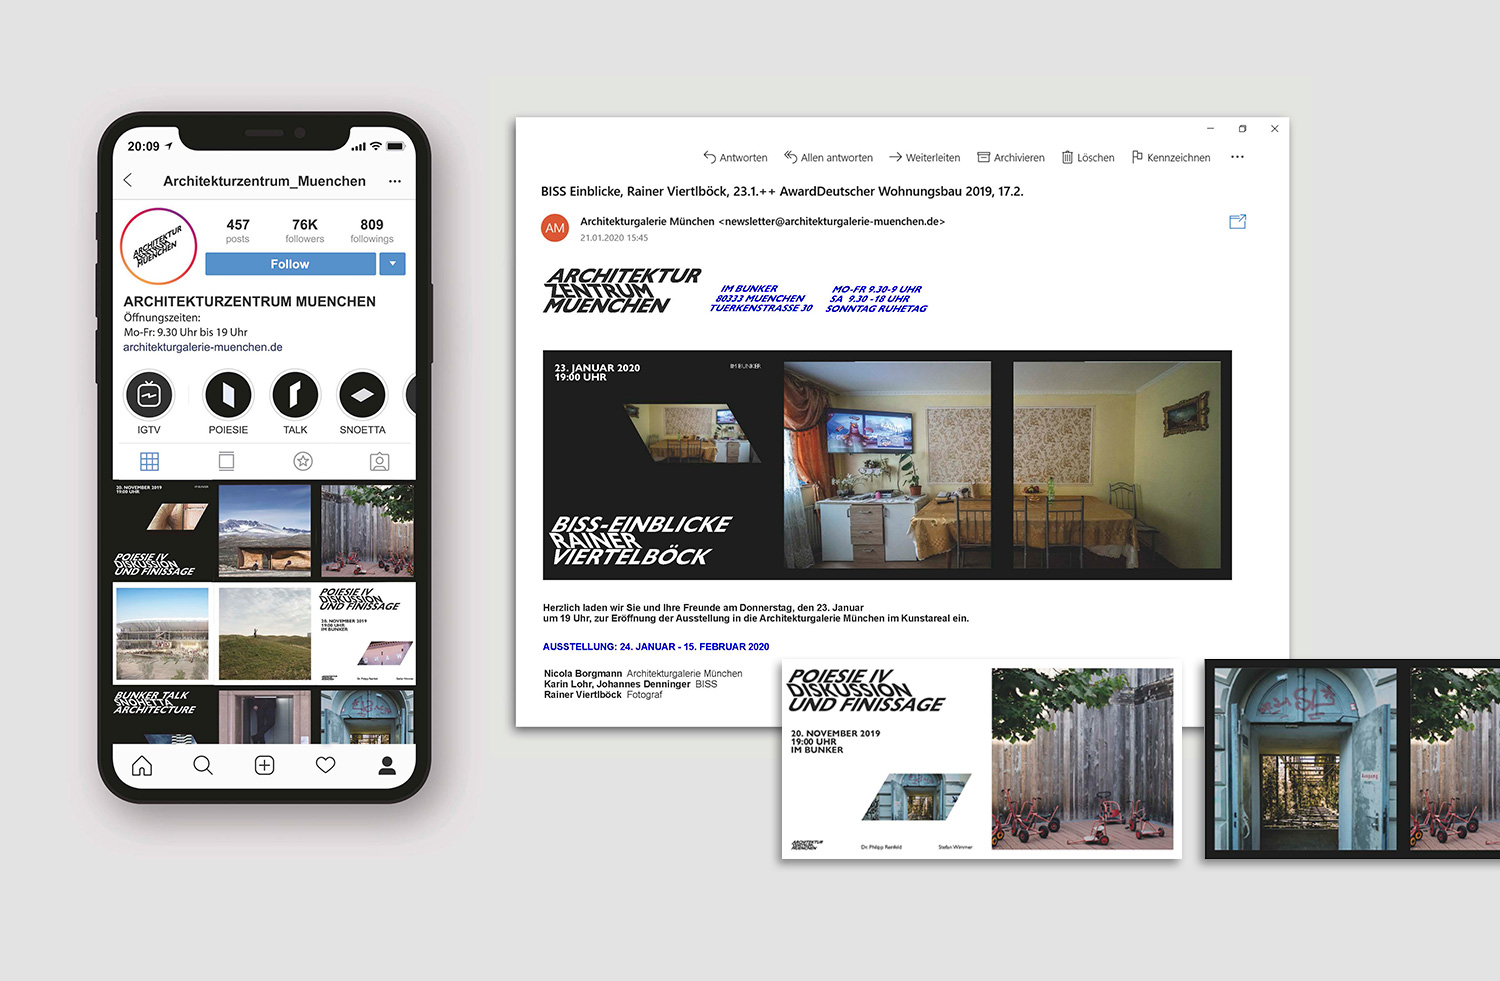 20:09
Architekturzentrum_Muenchen
457 76K 809
posts followers followings
Follow
ARCHITEKTUR
ZENTRUM
MUENCHEN
ARCHITEKTURZENTRUM MUENCHEN
Öffnungszeiten:
Mo-Fr: 9.30 Uhr bis 19 Uhr
architekturgalerie-muenchen.de
IGTV POIESIE TALK SNOETTA
20. NOVEMBER 2019
19:00 UHR
POIESIE IV
DISKUSSION
UND FINISSAGE
POIESIE IV
DISKUSSION
UND FINISSAGE
20. NOVEMBER 2019
19:00 UHR
IM BUNKER
BUNKER TALK
SNOHETTA
ARCHITECTURE
Antworten Allen antworten Weiterleiten Archivieren Löschen Kennzeichnen
BISS Einblicke, Rainer Viertlböck, 23.1.++ AwardDeutscher Wohnungsbau 2019, 17.2.
AM
Architekturgalerie München <newsletter@architekturgalerie-muenchen.de>
21.01.2020 15:45
ARCHITEKTUR
ZENTRUM
MUENCHEN
IM BUNKER
80333 MUENCHEN
TUERKENSTRASSE 30
MO-FR 9.30-9 UHR
SA 9.30 -18 UHR
SONNTAG RUHETAG
23. JANUAR 2020
19:00 UHR
IM BUNKER
BISS-EINBLICKE
RAINER
VIERTELBÖCK
Herzlich laden wir Sie und Ihre Freunde am Donnerstag, den 23. Januar
um 19 Uhr, zur Eröffnung der Ausstellung in die Architekturgalerie München im Kunstareal ein.
AUSSTELLUNG: 24. JANUAR - 15. FEBRUAR 2020
Nicola Borgmann Architekturgalerie München
Karin Lohr, Johannes Denninger BISS
Rainer Viertlböck Fotograf
POIESIE IV
DISKUSSION
UND FINISSAGE
20. NOVEMBER 2019
19:00 UHR
IM BUNKER
ARCHITEKTUR
ZENTRUM
MUENCHEN
Dr. Philipp Reinfeld Stefan Wimmer